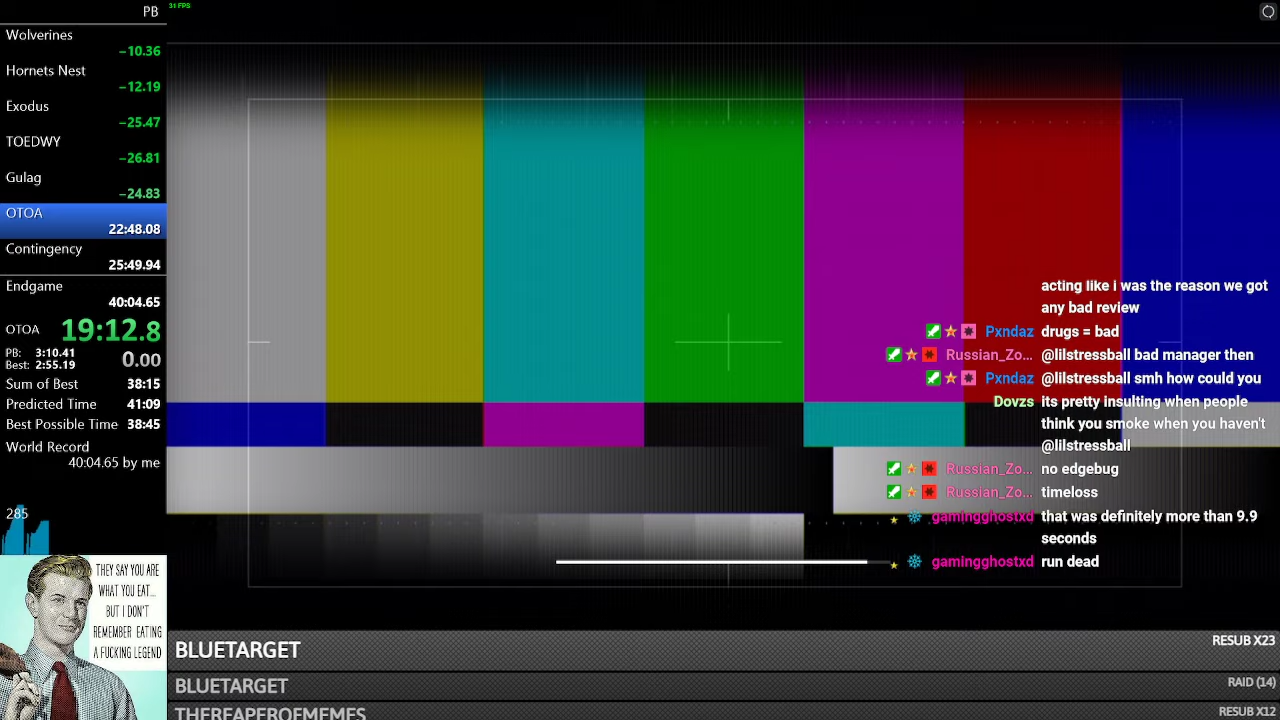 31 FPS
PB
Wolverines
−10.36
Hornets Nest
−12.19
Exodus
−25.47
TOEDWY
−26.81
Gulag
−24.83
OTOA
22:48.08
Contingency
25:49.94
Endgame
40:04.65
OTOA 19:12.8
PB: 3:10.41 0.00
Best: 2:55.19
Sum of Best 38:15
Predicted Time 41:09
Best Possible Time 38:45
World Record
40:04.65 by me
285
THEY SAY YOU ARE
WHAT YOU EAT...
BUT I DON'T
REMEMBER EATING
A FUCKING LEGEND
acting like i was the reason we got
any bad review
Pxndaz drugs = bad
Russian_Zo... @lilstressball bad manager then
Pxndaz @lilstressball smh how could you
Dovzs its pretty insulting when people
think you smoke when you haven't
@lilstressball
Russian_Zo... no edgebug
Russian_Zo... timeloss
gamingghostxd that was definitely more than 9.9
seconds
gamingghostxd run dead
BLUETARGET RESUB X23
BLUETARGET RAID (14)
THEREAPEROFMEMES RESUB X12